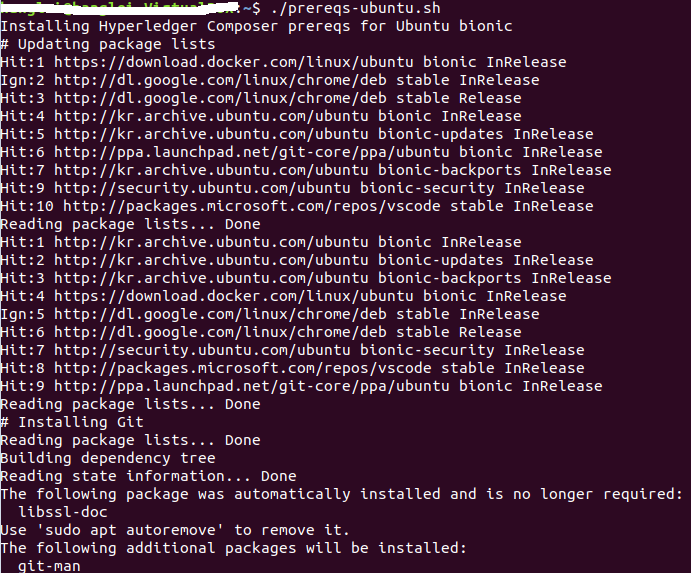 :~$ ./prereqs-ubuntu.sh
Installing Hyperledger Composer prereqs for Ubuntu bionic
# Updating package lists
Hit:1 https://download.docker.com/linux/ubuntu bionic InRelease
Ign:2 http://dl.google.com/linux/chrome/deb stable InRelease
Hit:3 http://dl.google.com/linux/chrome/deb stable Release
Hit:4 http://kr.archive.ubuntu.com/ubuntu bionic InRelease
Hit:5 http://kr.archive.ubuntu.com/ubuntu bionic-updates InRelease
Hit:6 http://ppa.launchpad.net/git-core/ppa/ubuntu bionic InRelease
Hit:7 http://kr.archive.ubuntu.com/ubuntu bionic-backports InRelease
Hit:9 http://security.ubuntu.com/ubuntu bionic-security InRelease
Hit:10 http://packages.microsoft.com/repos/vscode stable InRelease
Reading package lists... Done
Hit:1 http://kr.archive.ubuntu.com/ubuntu bionic InRelease
Hit:2 http://kr.archive.ubuntu.com/ubuntu bionic-updates InRelease
Hit:3 http://kr.archive.ubuntu.com/ubuntu bionic-backports InRelease
Hit:4 https://download.docker.com/linux/ubuntu bionic InRelease
Ign:5 http://dl.google.com/linux/chrome/deb stable InRelease
Hit:6 http://dl.google.com/linux/chrome/deb stable Release
Hit:7 http://security.ubuntu.com/ubuntu bionic-security InRelease
Hit:8 http://packages.microsoft.com/repos/vscode stable InRelease
Hit:9 http://ppa.launchpad.net/git-core/ppa/ubuntu bionic InRelease
Reading package lists... Done
# Installing Git
Reading package lists... Done
Building dependency tree
Reading state information... Done
The following package was automatically installed and is no longer required:
  libssl-doc
Use 'sudo apt autoremove' to remove it.
The following additional packages will be installed:
  git-man